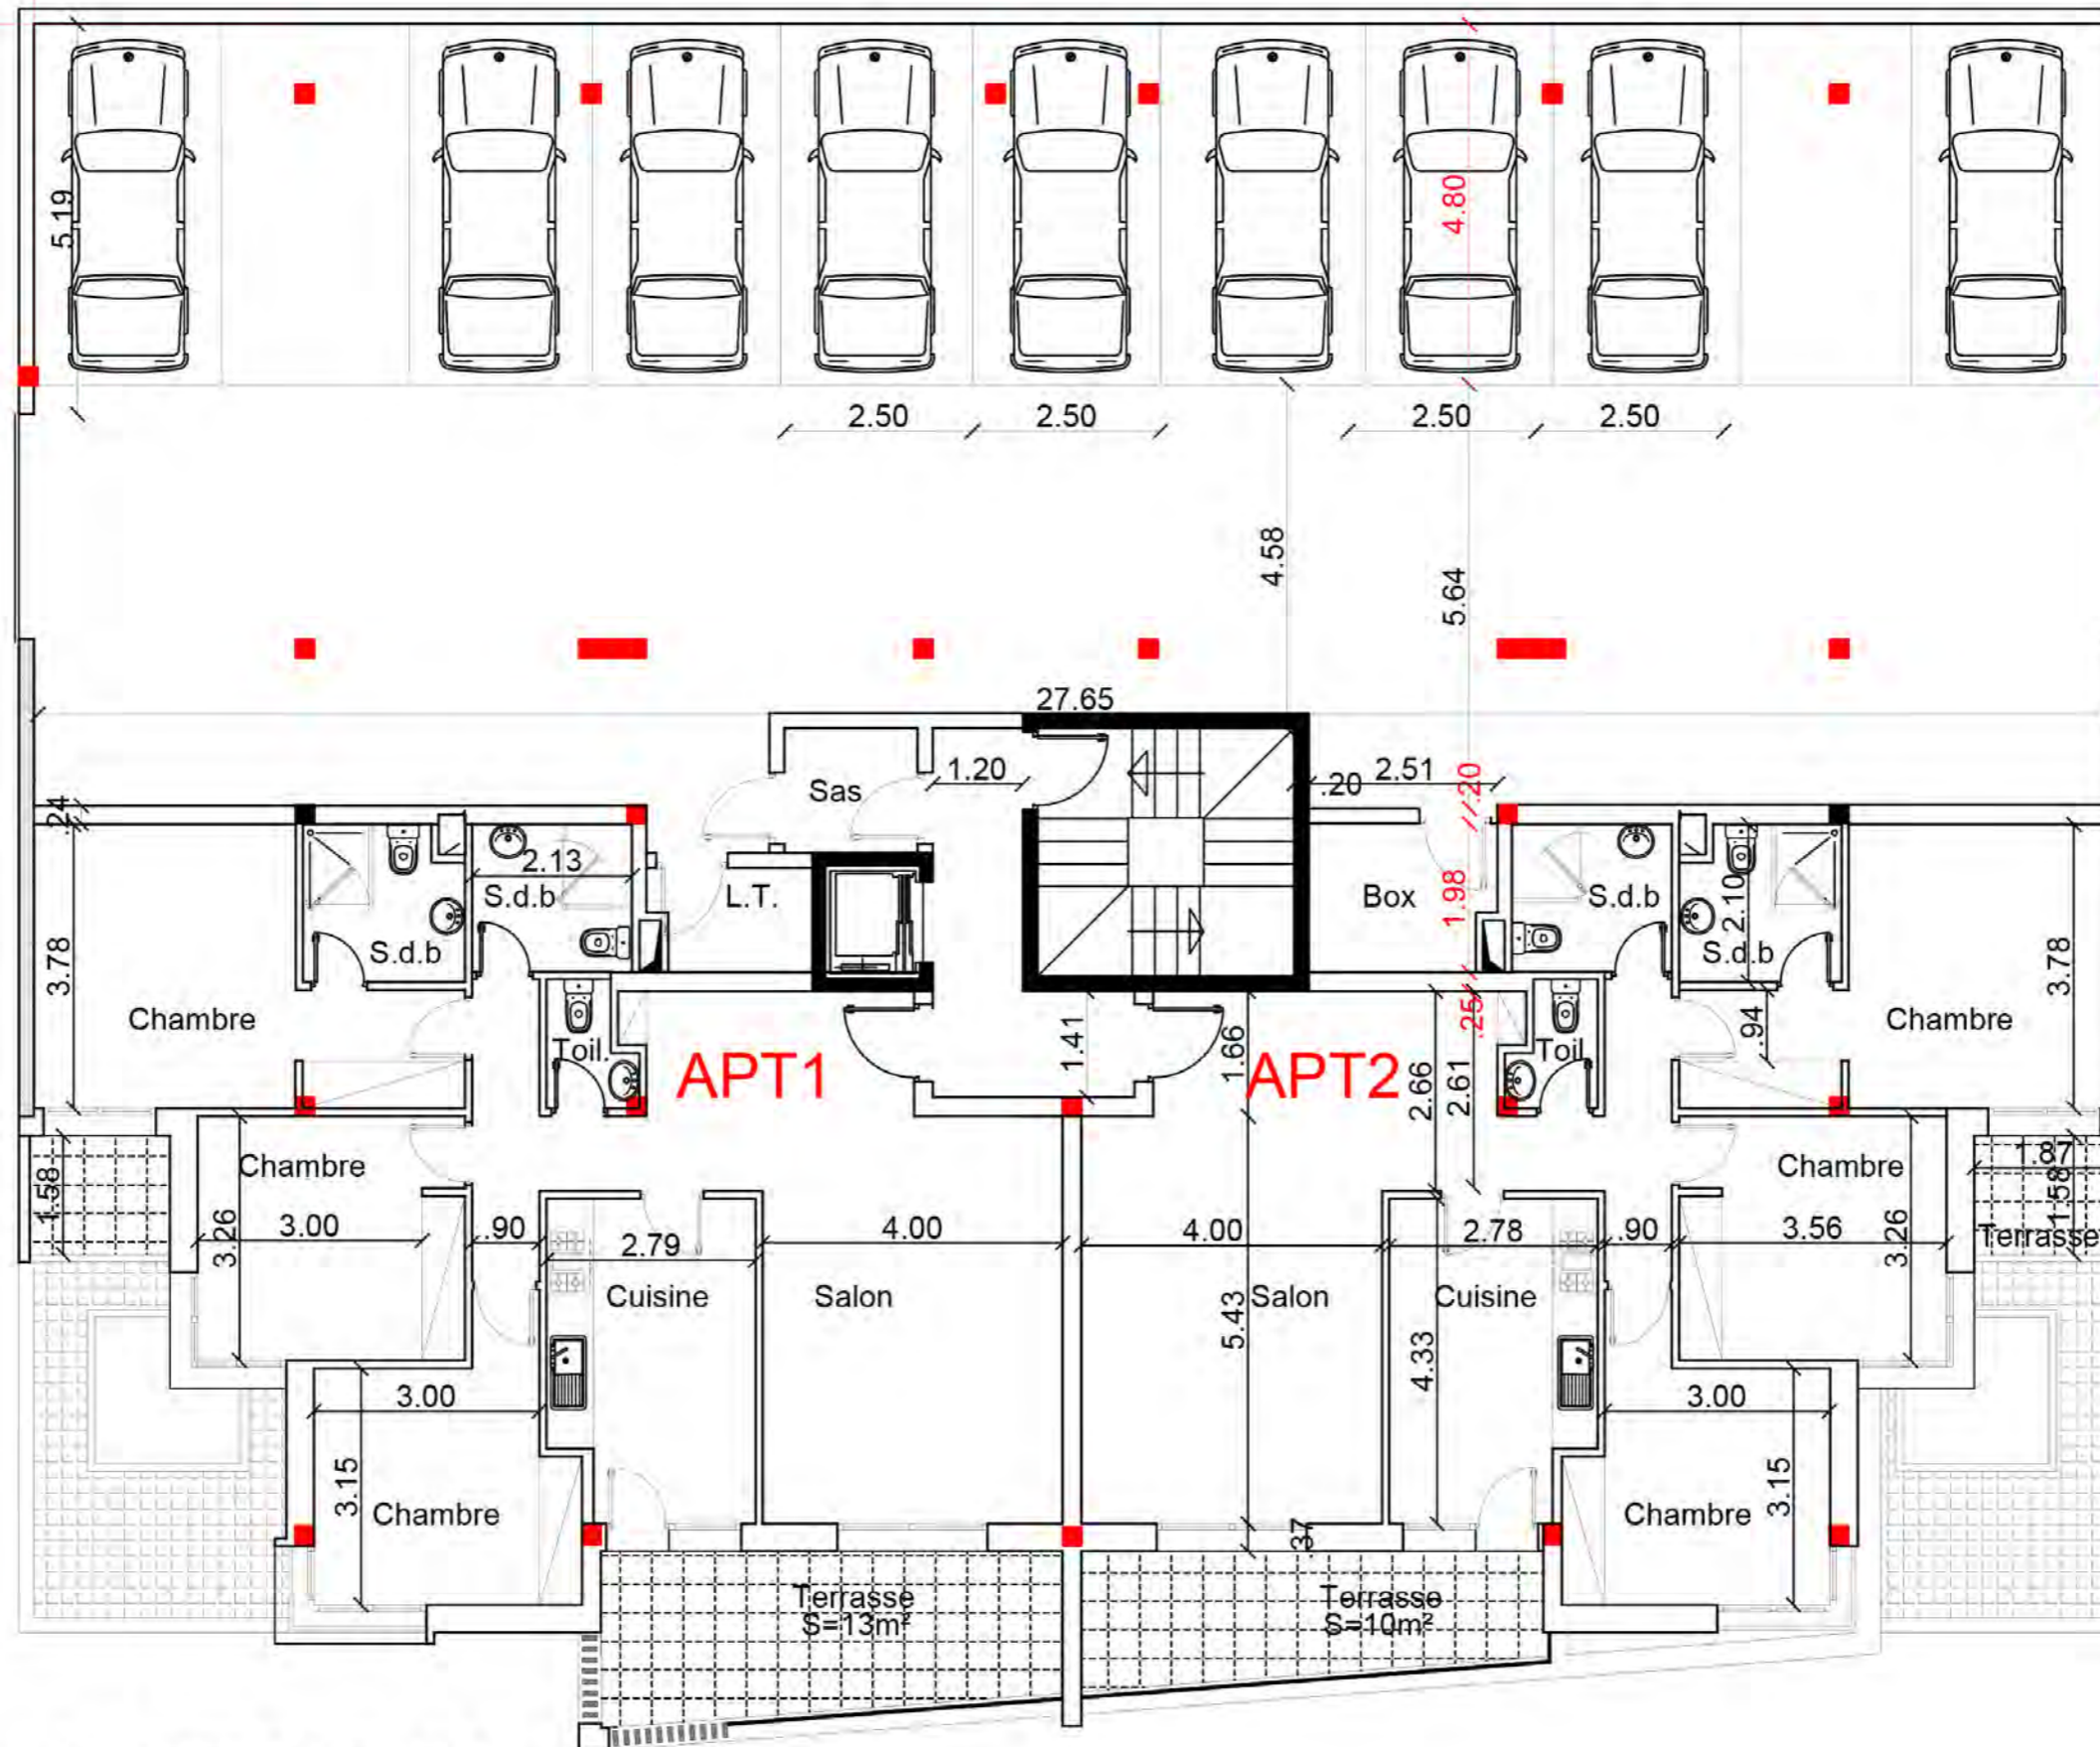 5.19
4.80
2.50
2.50
2.50
2.50
4.58
5.64
27.65
1.20
Sas
.20
2.51
.20
.24
2.13
S.d.b
S.d.b
L.T.
Box
1.98
S.d.b
2.10
S.d.b
3.78
3.78
Chambre
Chambre
Toil.
APT1
1.41
1.66
APT2
2.66
2.61
.25
Toil
.94
Chambre
Chambre
1.58
1.87
1.58
Terrasse
3.26
3.00
.90
2.79
4.00
4.00
2.78
.90
3.56
3.26
Cuisine
Salon
5.43
Salon
Cuisine
4.33
3.00
3.00
3.15
Chambre
Chambre
3.15
.37
Terrasse
S=13m²
Terrasse
S=10m²